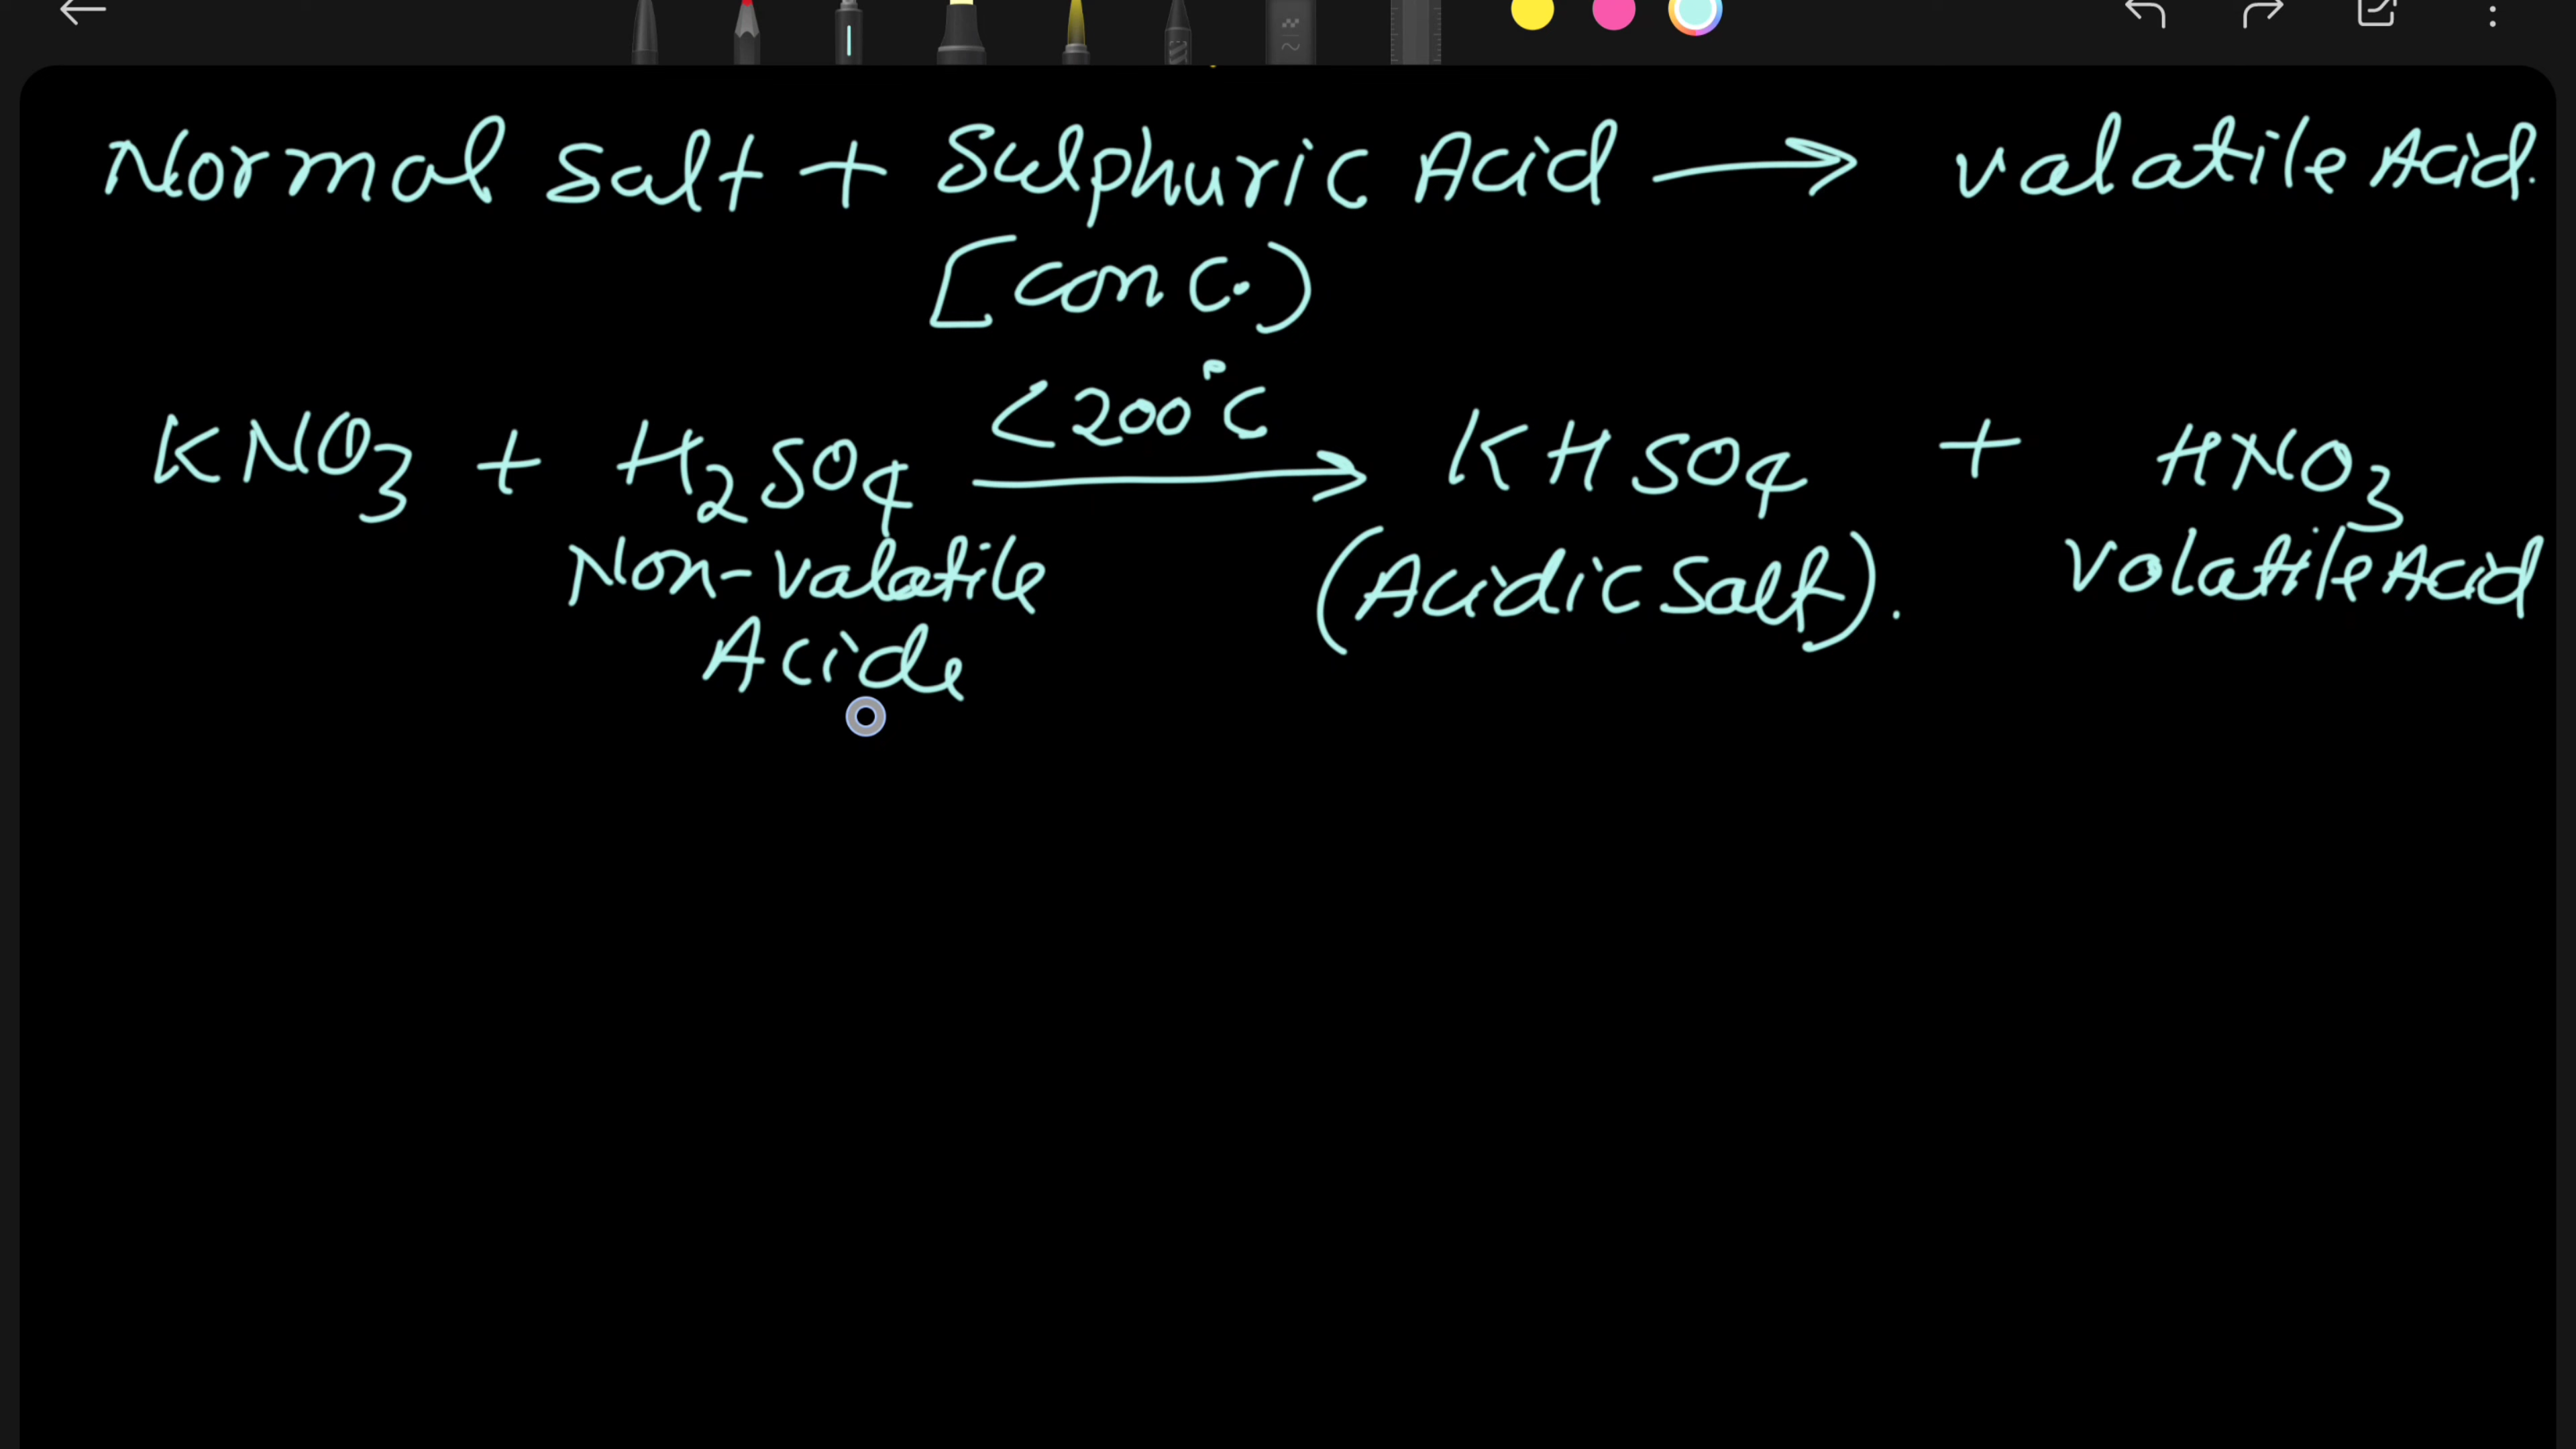 Normal Salt + Sulphuric Acid → valatile Acid.
[conc.)
KNO3 + H2SO4 <200°C → KHSO4 + HNO3
Non-valatile (Acidic Salt). Volatile Acid
Acide